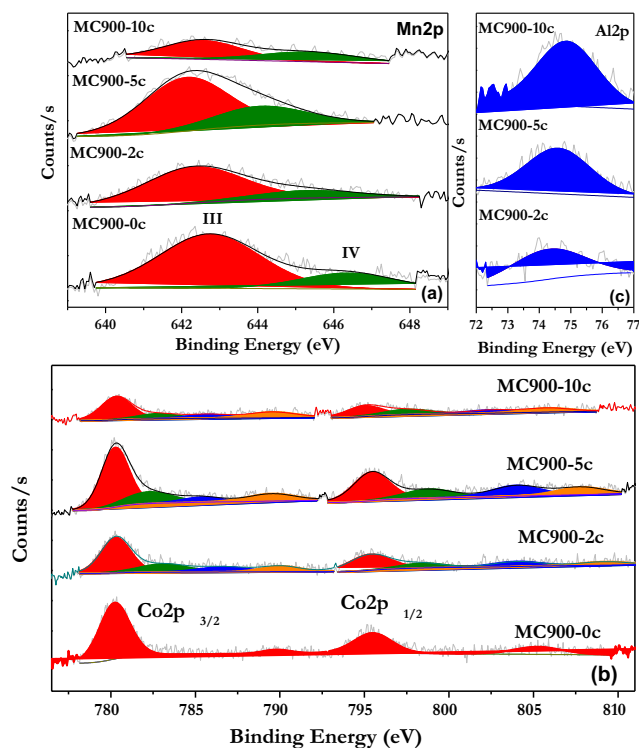 MC900-10c
Mn2p
MC900-5c
MC900-2c
MC900-0c
III
IV
(a)
Counts/s
640 642 644 646 648
Binding Energy (eV)
MC900-10c
Al2p
MC900-5c
MC900-2c
(c)
Counts/s
72 73 74 75 76 77
Binding Energy (eV)
MC900-10c
MC900-5c
MC900-2c
Co2p 3/2
Co2p 1/2
MC900-0c
(b)
Counts/s
780 785 790 795 800 805 810
Binding Energy (eV)